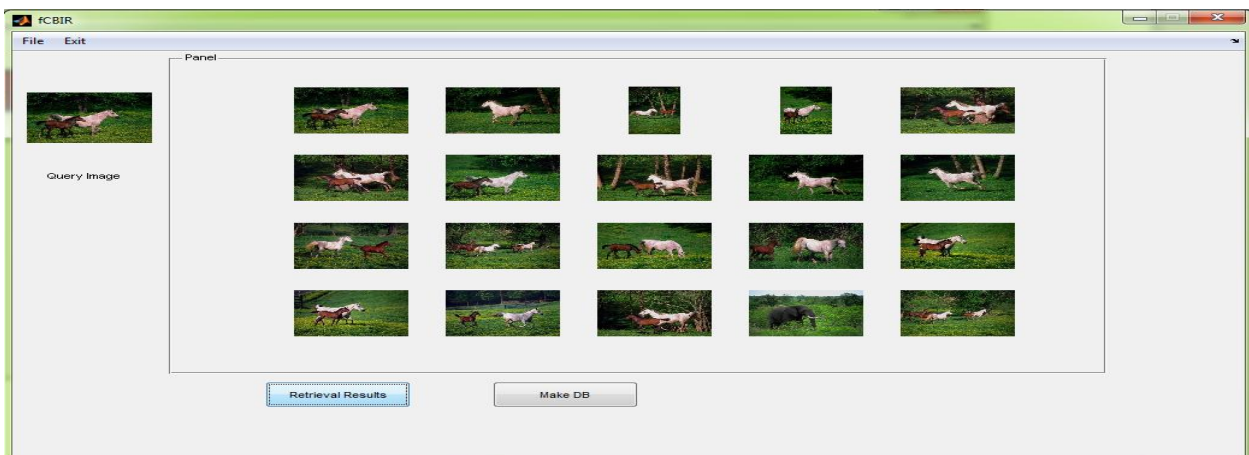 fCBIR
File Exit
Panel
Query Image
Retrieval Results
Make DB